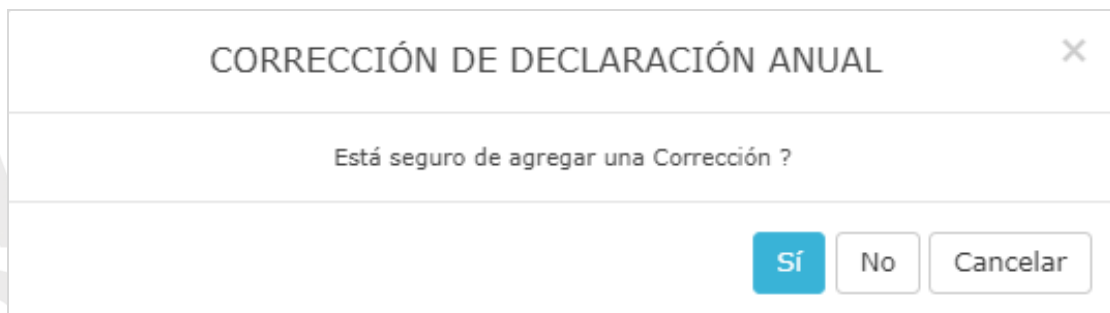 CORRECCIÓN DE DECLARACIÓN ANUAL
Está seguro de agregar una Corrección ?
Sí No Cancelar